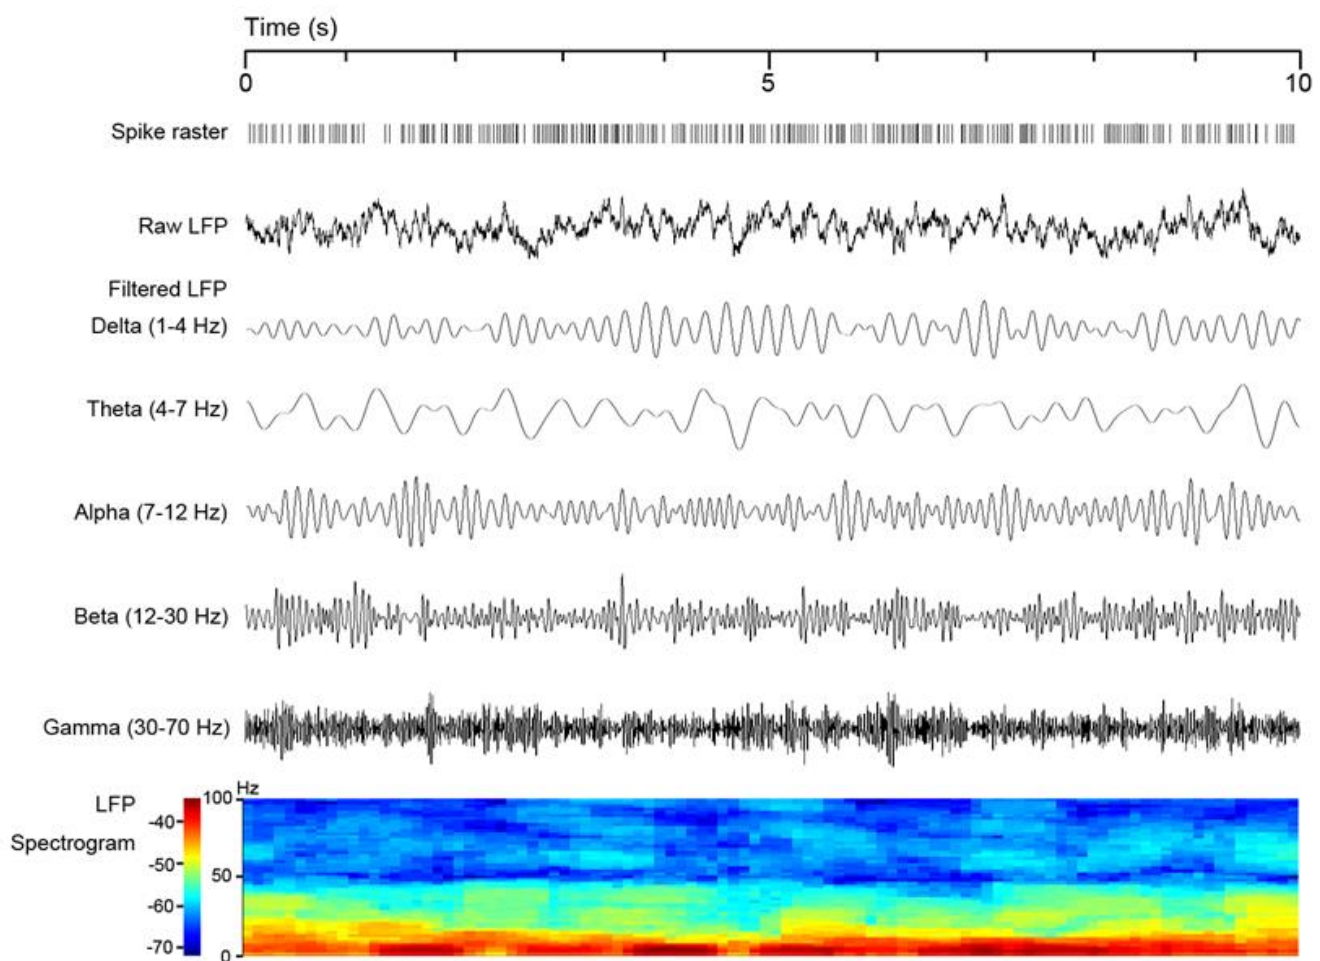 Time (s)
0 5 10
Spike raster
Raw LFP
Filtered LFP
Delta (1-4 Hz)
Theta (4-7 Hz)
Alpha (7-12 Hz)
Beta (12-30 Hz)
Gamma (30-70 Hz)
LFP
Spectrogram
-40
-50
-60
-70
Hz
100
50
0